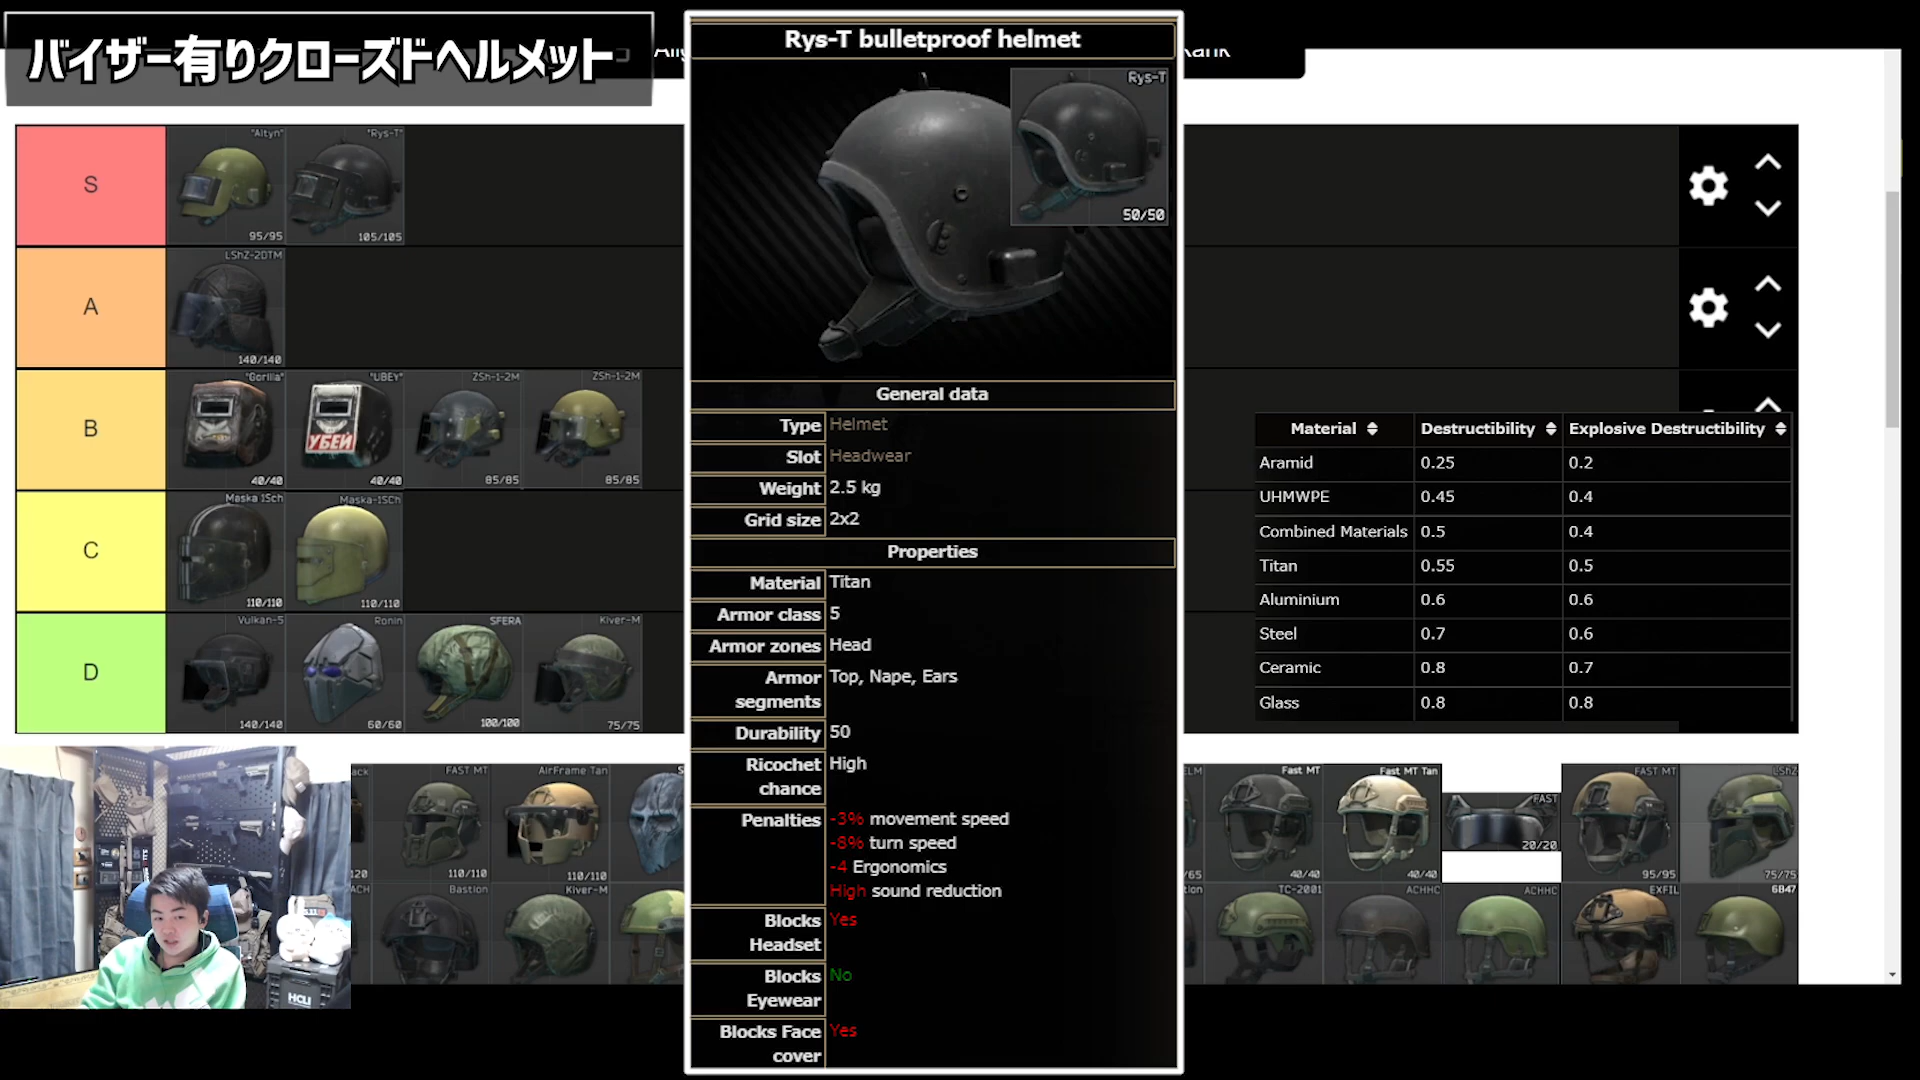 バイザー有りクローズドヘルメット
Rys-T bulletproof helmet
Rys-T
50/50
S
"Altyn"
95/95
"Rys-T"
105/105
A
LShZ-2DTM
140/140
B
"Gorilla"
40/40
"UBEY"
УБЕЙ
40/40
ZSh-1-2M
85/85
ZSh-1-2M
85/85
C
Maska 1Sch
110/110
Maska-1SCh
110/110
D
Vulkan-5
140/140
Ronin
60/60
SFERA
100/100
Kiver-M
75/75
General data
Type Helmet
Slot Headwear
Weight 2.5 kg
Grid size 2x2
Properties
Material Titan
Armor class 5
Armor zones Head
Armor segments Top, Nape, Ears
Durability 50
Ricochet chance High
Penalties -3% movement speed
-8% turn speed
-4 Ergonomics
High sound reduction
Blocks Headset Yes
Blocks Eyewear No
Blocks Face cover Yes
Material Destructibility Explosive Destructibility
Aramid 0.25 0.2
UHMWPE 0.45 0.4
Combined Materials 0.5 0.4
Titan 0.55 0.5
Aluminium 0.6 0.6
Steel 0.7 0.6
Ceramic 0.8 0.7
Glass 0.8 0.8
FAST MT
110/110
AirFrame Tan
110/110
Bastion
Kiver-M
Fast MT
40/40
Fast MT Tan
40/40
FAST
20/20
FAST MT
95/95
LShZ
75/75
TC-2001
ACHHC
ACHHC
EXFIL
6B47